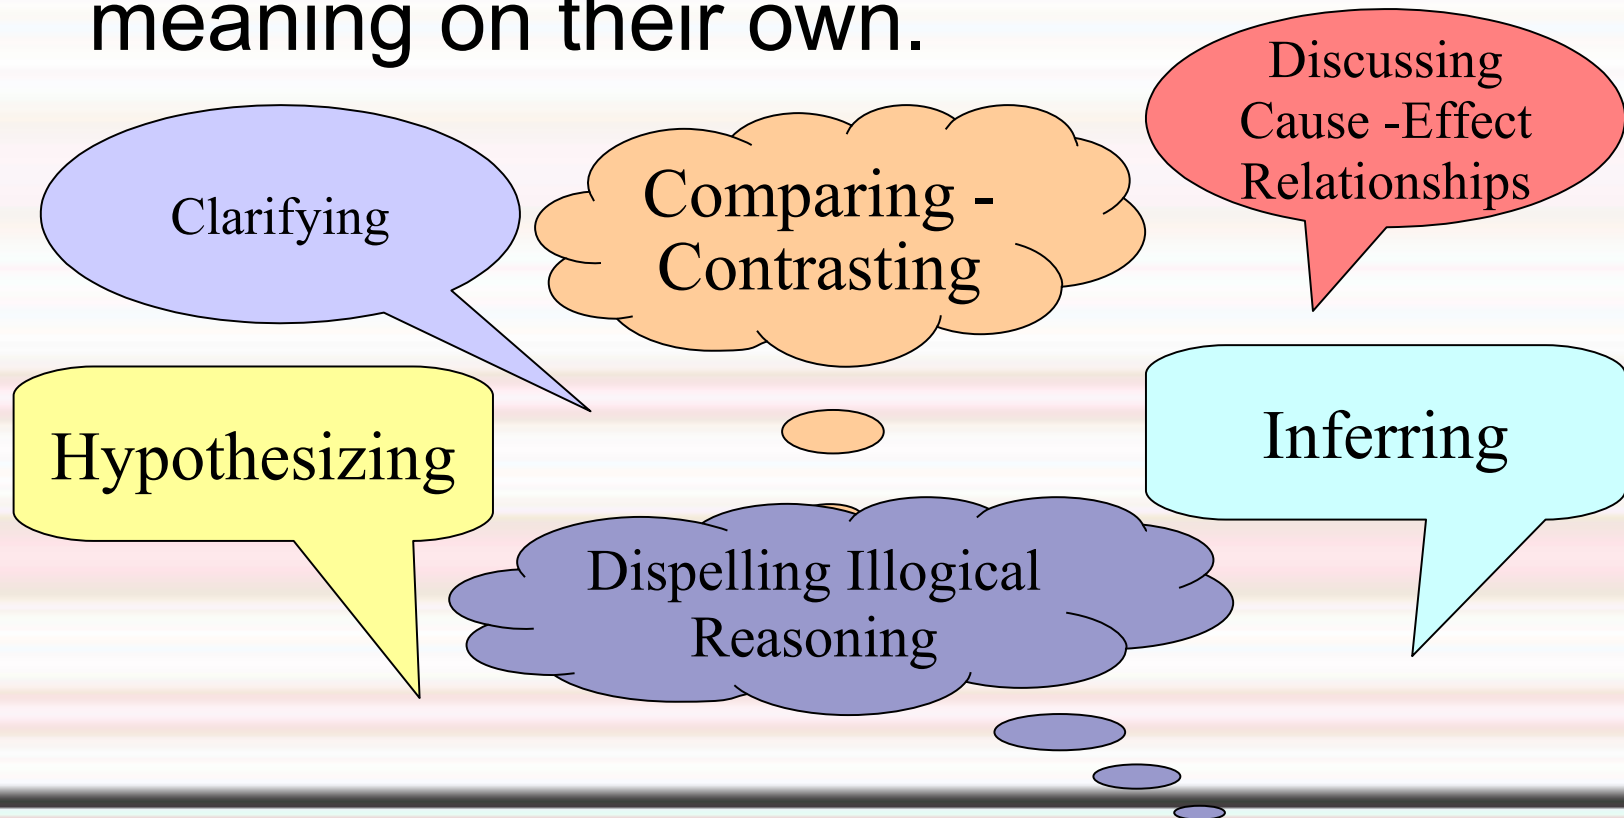 meaning on their own.
Clarifying
Comparing -
Contrasting
Discussing
Cause -Effect
Relationships
Hypothesizing
Inferring
Dispelling Illogical
Reasoning